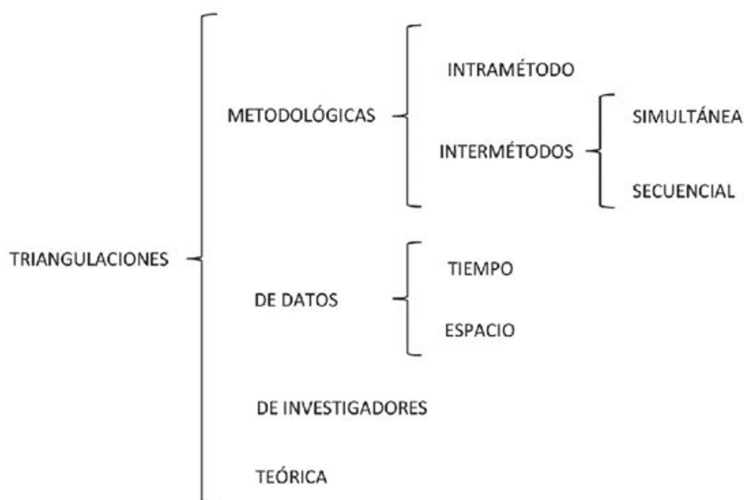 TRIANGULACIONES
METODOLÓGICAS
INTRAMÉTODO
INTERMÉTODOS
SIMULTÁNEA
SECUENCIAL
DE DATOS
TIEMPO
ESPACIO
DE INVESTIGADORES
TEÓRICA